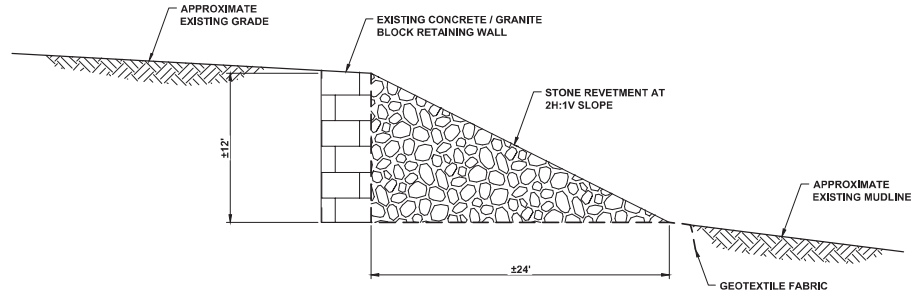 APPROXIMATE
EXISTING GRADE
EXISTING CONCRETE / GRANITE
BLOCK RETAINING WALL
STONE REVETMENT AT
2H:1V SLOPE
±12'
APPROXIMATE
EXISTING MUDLINE
±24'
GEOTEXTILE FABRIC